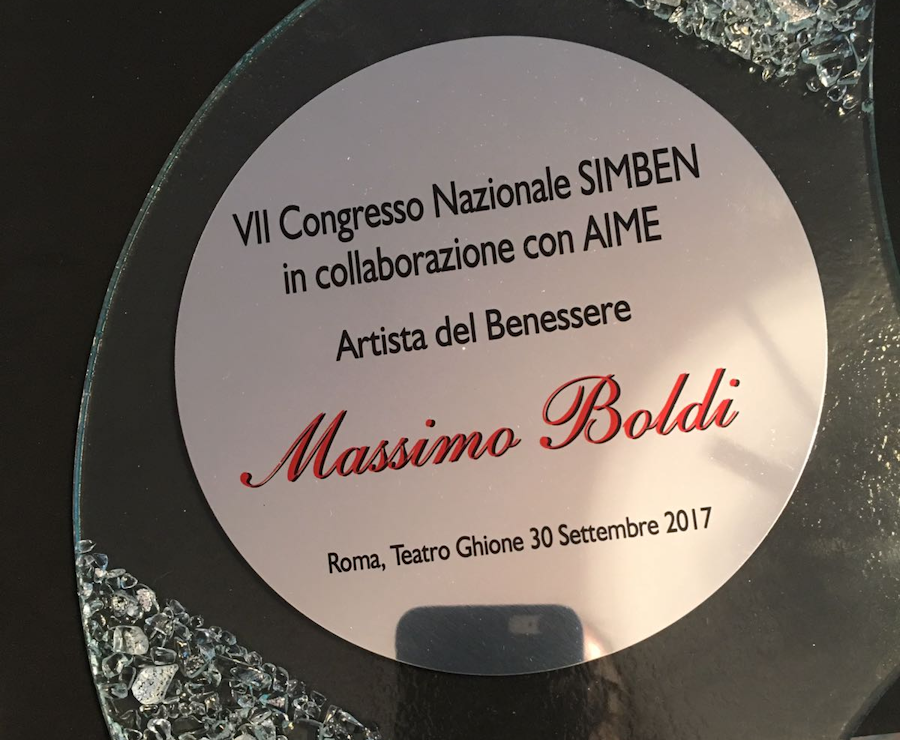 VII Congresso Nazionale SIMBEN
in collaborazione con AIME
Artista del Benessere
Massimo Boldi
Roma, Teatro Ghione 30 Settembre 2017